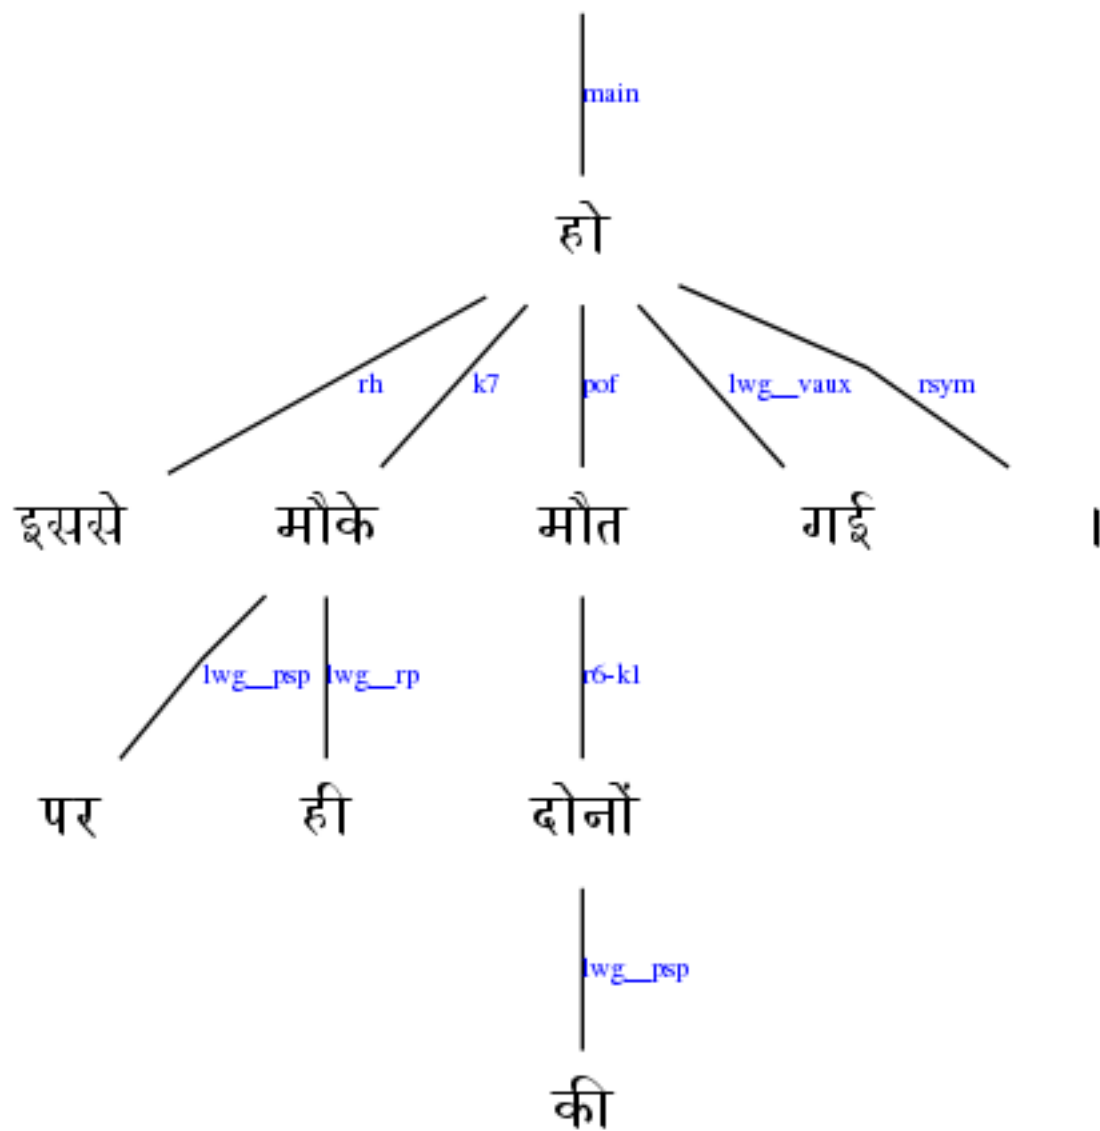 main
हो
rh k7 pof lwg__vaux rsym
इससे मौके मौत गई ।
lwg__psp lwg__rp r6-k1
पर ही दोनों
lwg__psp
की